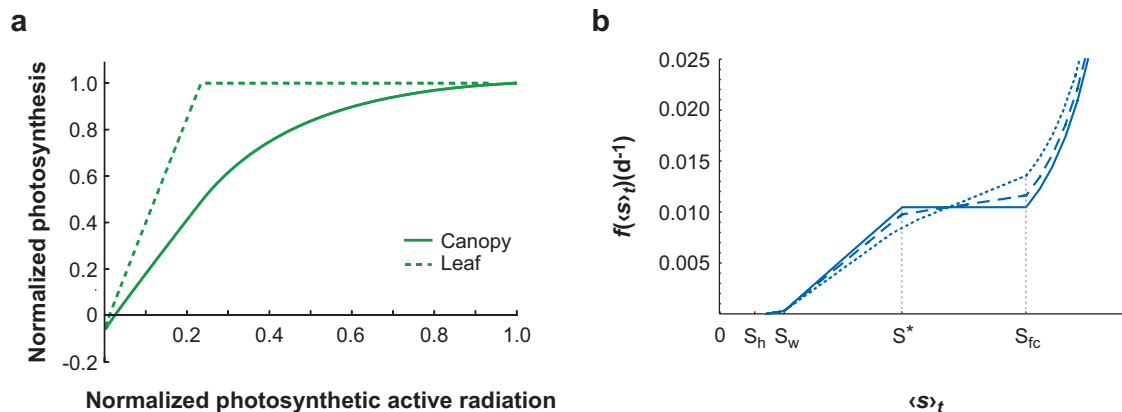 a
Normalized photosynthesis
1.0
0.8
0.6
0.4
0.2
0
-0.2
0.2
0.4
0.6
0.8
1.0
Canopy
Leaf
Normalized photosynthetic active radiation
b
f(⟨s⟩t)(d-1)
0.025
0.020
0.015
0.010
0.005
0
Sh
Sw
S*
Sfc
⟨s⟩t